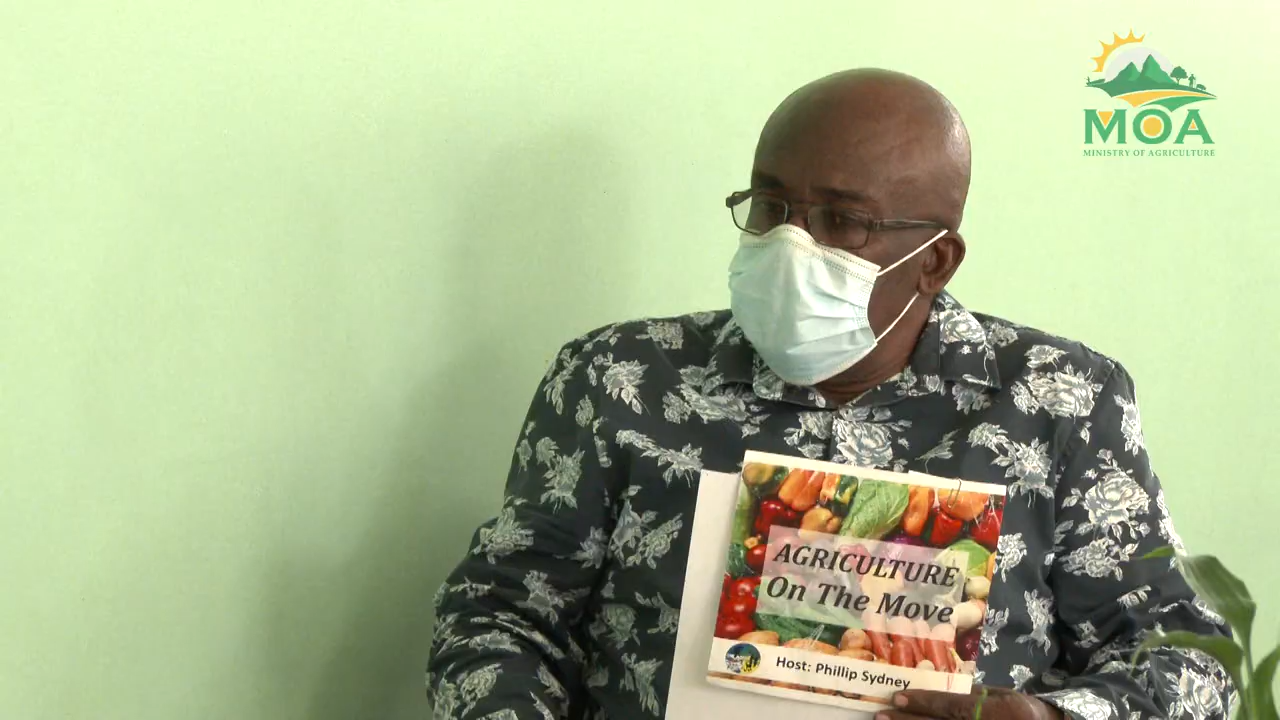 MOA
MINISTRY OF AGRICULTURE
AGRICULTURE
On The Move
Host: Phillip Sydney